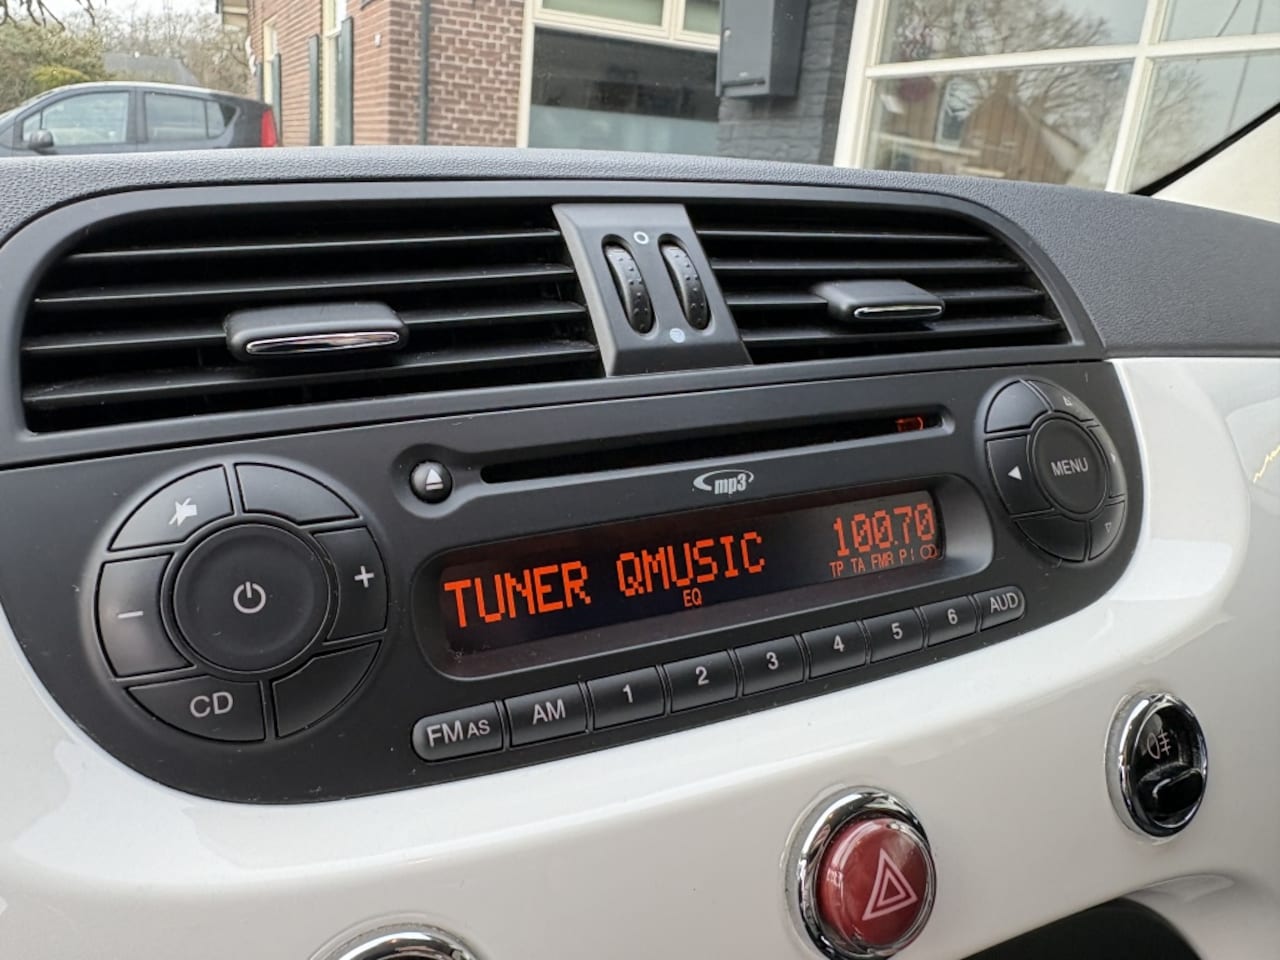 mp3
MENU
TUNER QMUSIC 100.70
EQ TP TA FMR P!
+
−
CD
FM AS AM 1 2 3 4 5 6 AUD